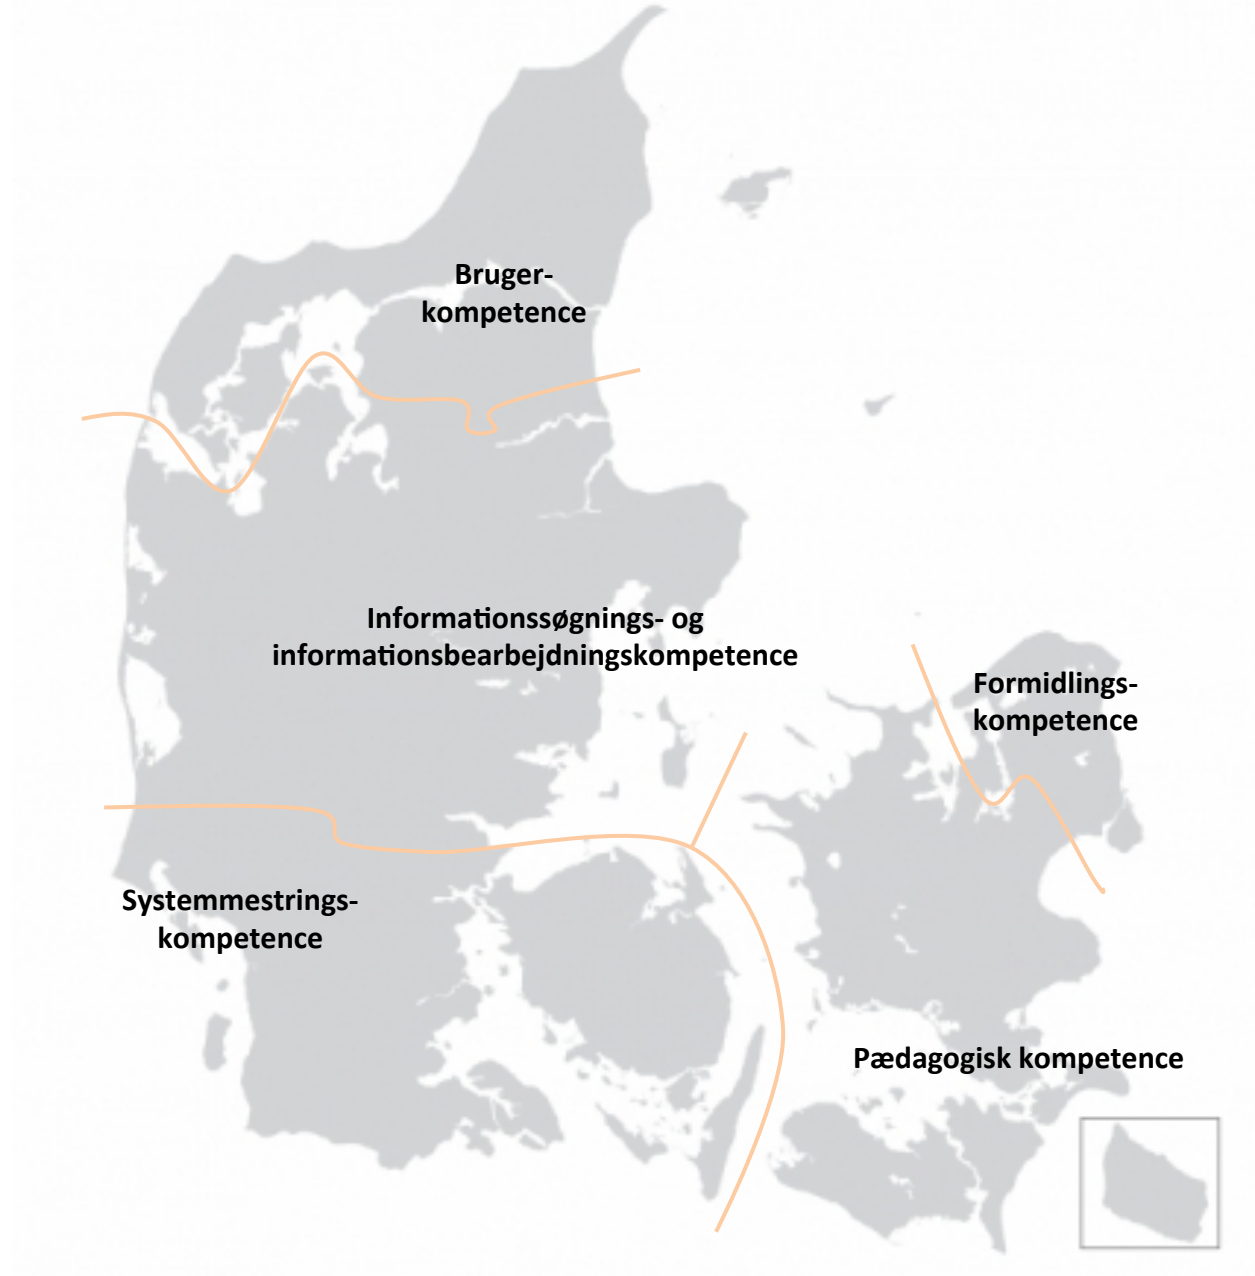 Bruger-
kompetence
Informationssøgnings- og
informationsbearbejdningskompetence
Formidlings-
kompetence
Systemmestrings-
kompetence
Pædagogisk kompetence